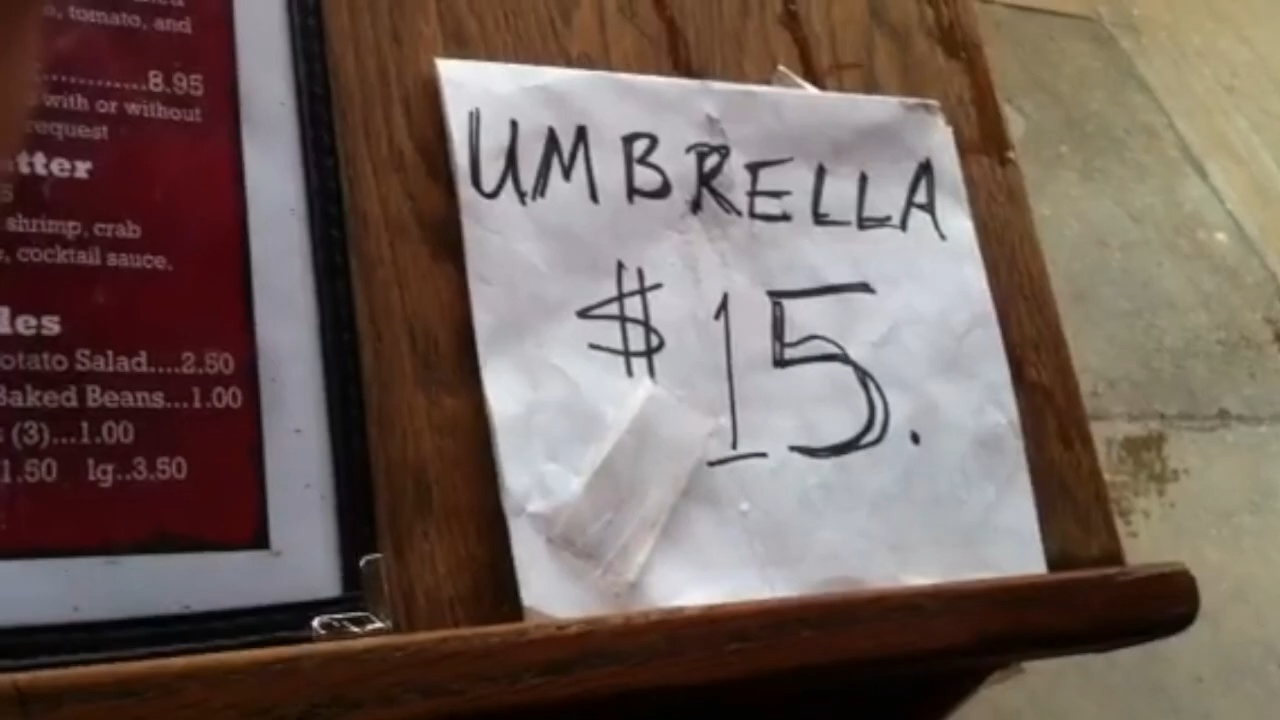 tomato, and
..............8.95
with or without
request
tter
shrimp, crab
, cocktail sauce,
les
otato Salad....2.50
Baked Beans...1.00
(3)...1.00
1.50 lg..3.50
UMBRELLA
$15.